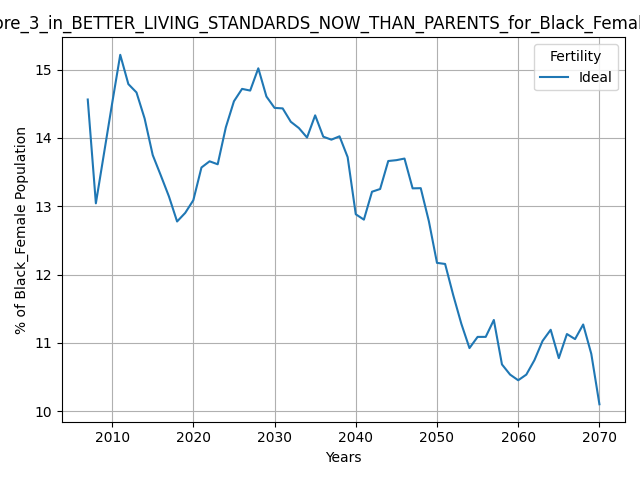 ore_3_in_BETTER_LIVING_STANDARDS_NOW_THAN_PARENTS_for_Black_Femal
Fertility
Ideal
% of Black_Female Population
15
14
13
12
11
10
2010 2020 2030 2040 2050 2060 2070
Years